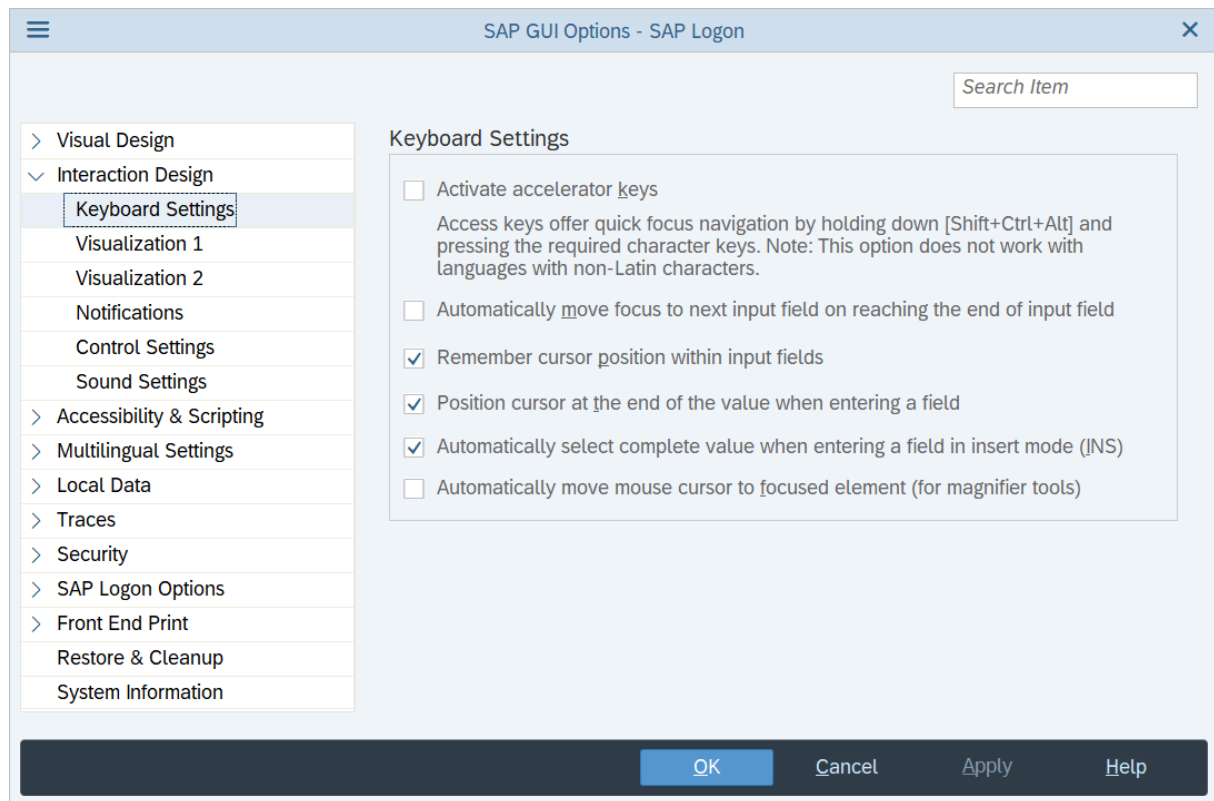 SAP GUI Options - SAP Logon
Search Item
Visual Design
Interaction Design
Keyboard Settings
Visualization 1
Visualization 2
Notifications
Control Settings
Sound Settings
Accessibility & Scripting
Multilingual Settings
Local Data
Traces
Security
SAP Logon Options
Front End Print
Restore & Cleanup
System Information
Keyboard Settings
Activate accelerator keys
Access keys offer quick focus navigation by holding down [Shift+Ctrl+Alt] and
pressing the required character keys. Note: This option does not work with
languages with non-Latin characters.
Automatically move focus to next input field on reaching the end of input field
Remember cursor position within input fields
Position cursor at the end of the value when entering a field
Automatically select complete value when entering a field in insert mode (INS)
Automatically move mouse cursor to focused element (for magnifier tools)
OK
Cancel
Apply
Help